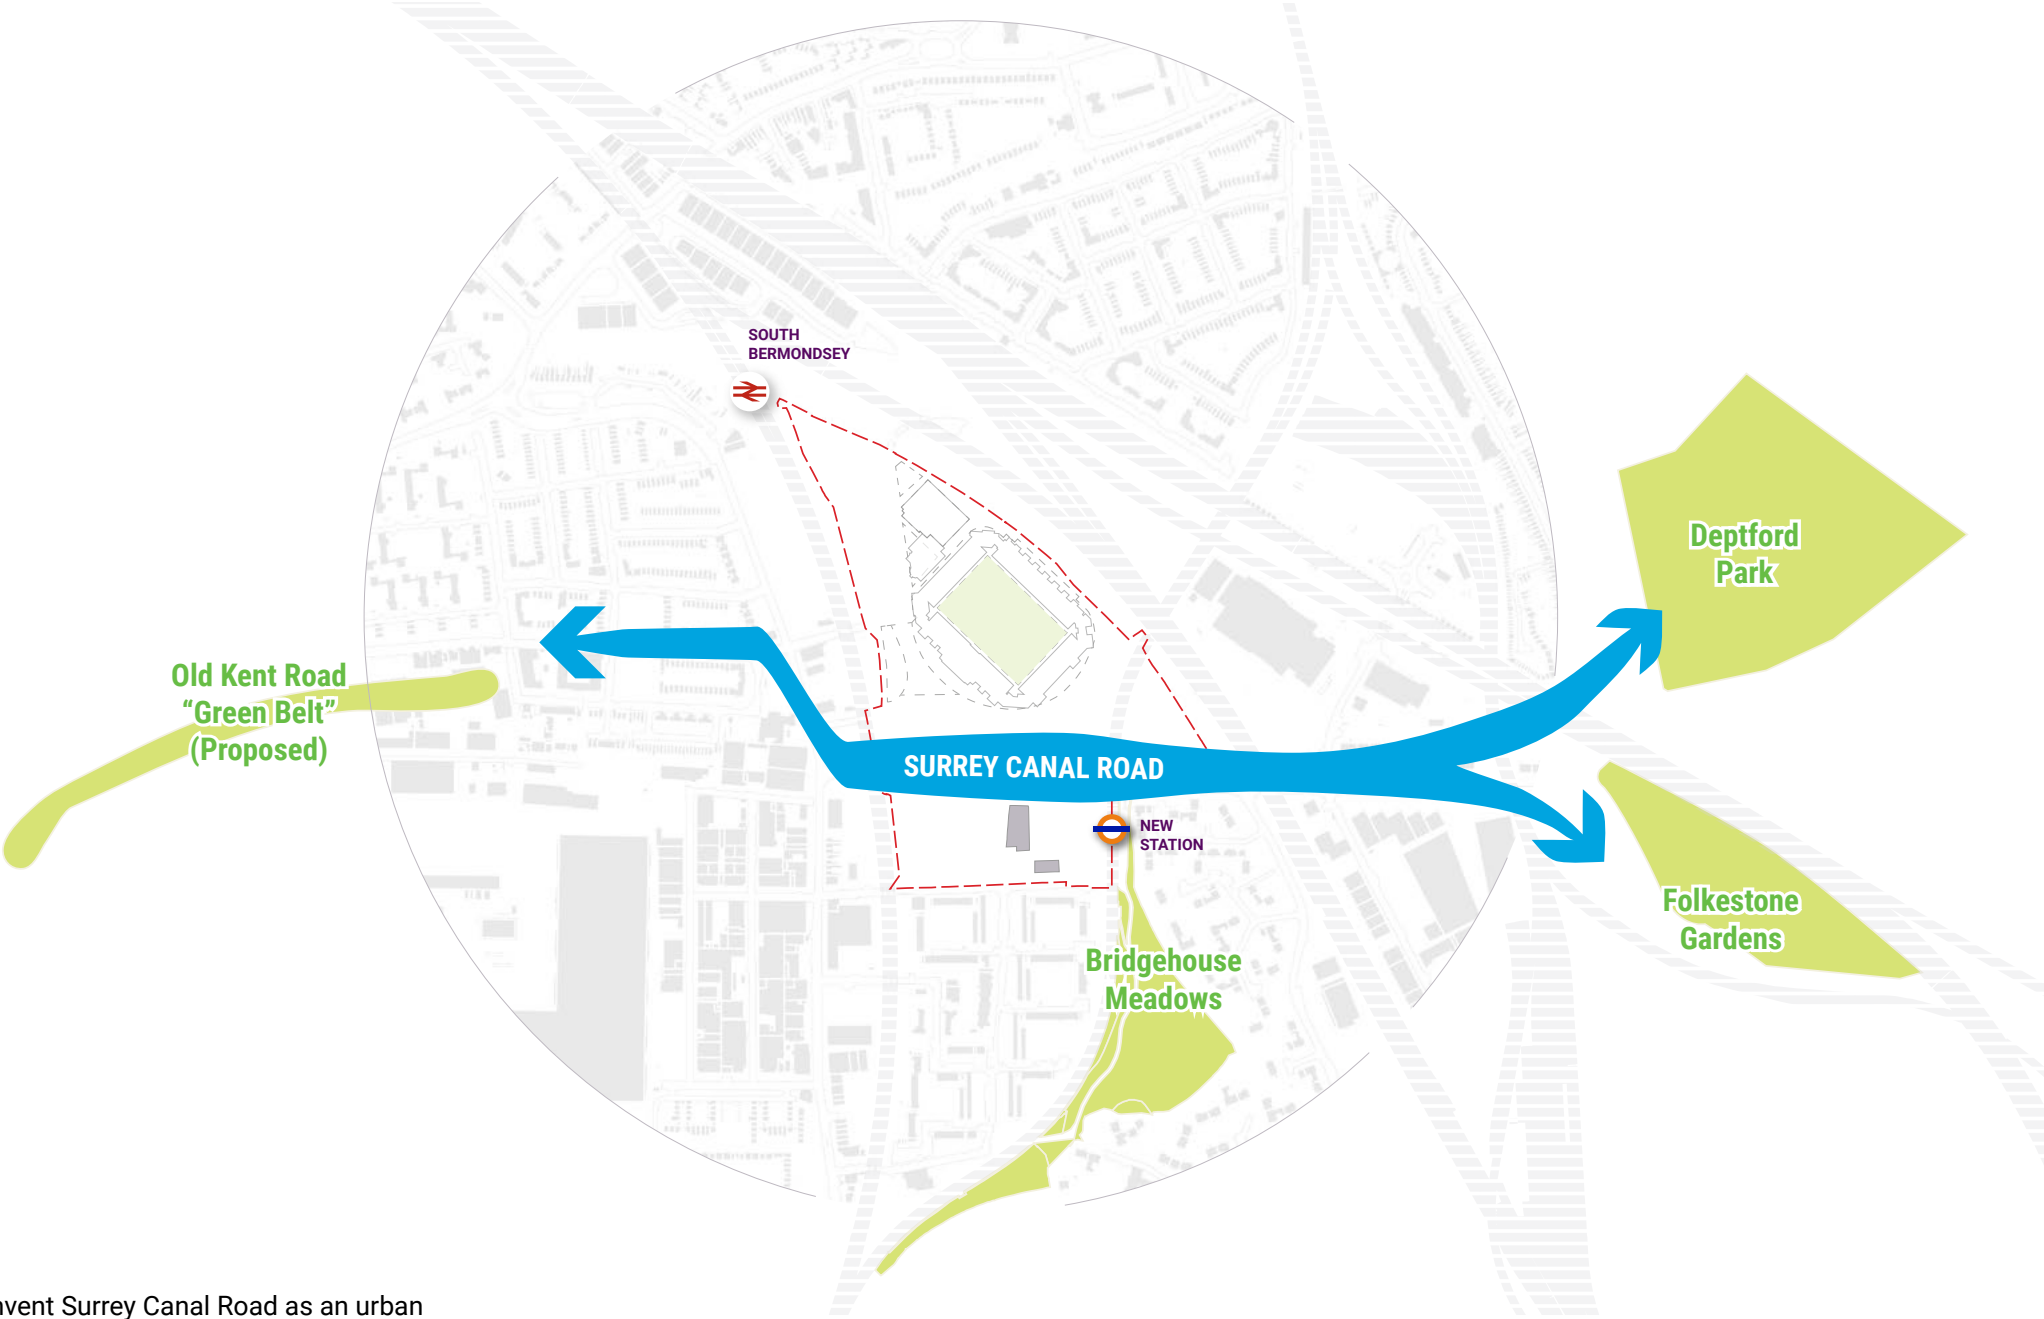 SOUTH
BERMONDSEY
Deptford
Park
Old Kent Road
“Green Belt”
(Proposed)
SURREY CANAL ROAD
NEW
STATION
Folkestone
Gardens
Bridgehouse
Meadows
Surrey Canal Road as an urban